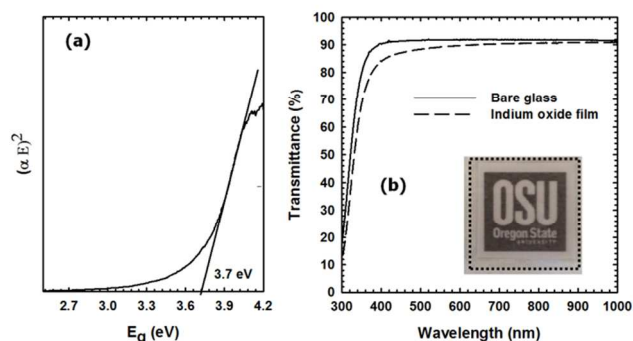 (a)
(α E)²
3.7 eV
2.7 3.0 3.3 3.6 3.9 4.2
E_g (eV)
100
90
80
70
60
50
40
30
20
10
0
Transmittance (%)
Bare glass
Indium oxide film
(b)
OSU
Oregon State
UNIVERSITY
300 400 500 600 700 800 900 1000
Wavelength (nm)